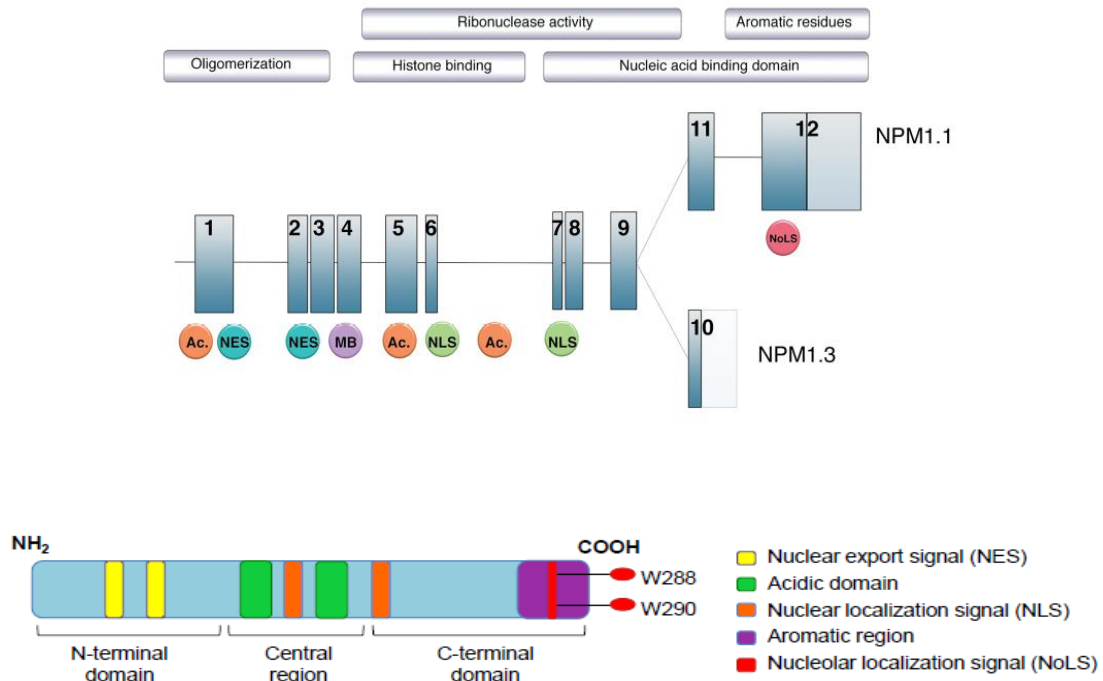 Ribonuclease activity
Aromatic residues
Oligomerization
Histone binding
Nucleic acid binding domain
11
12
NPM1.1
1
2
3
4
5
6
7
8
9
NoLS
Ac.
NES
NES
MB
Ac.
NLS
Ac.
NLS
10
NPM1.3
NH2
COOH
W288
W290
N-terminal
domain
Central
region
C-terminal
domain
Nuclear export signal (NES)
Acidic domain
Nuclear localization signal (NLS)
Aromatic region
Nucleolar localization signal (NoLS)